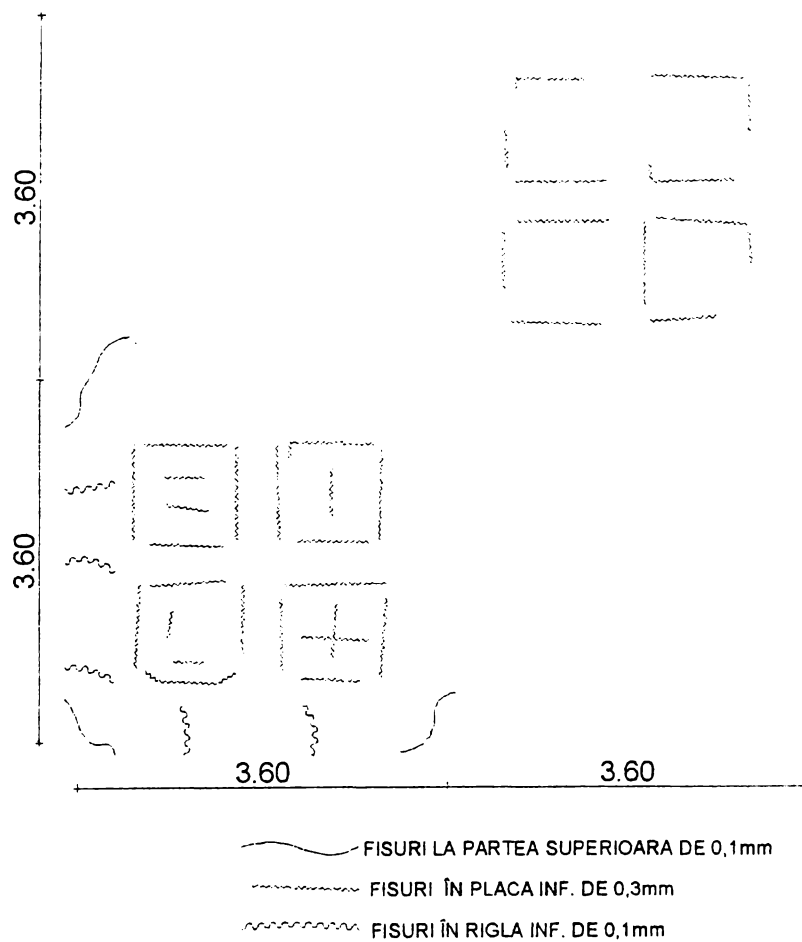 3.60
3.60
3.60
3.60
FISURI LA PARTEA SUPERIOARA DE 0,1mm
FISURI ÎN PLACA INF. DE 0,3mm
FISURI ÎN RIGLA INF. DE 0,1mm